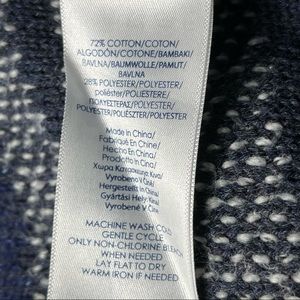 72% COTTON/COTON/
ALGODÓN/COTONE/BAMBAKI/
BAVLNA/BAUMWOLLE/PAMUT/
BAVLNA
28% POLYESTER/POLYESTER/
poliéster/POLIESTERE/
ΠΟΛΥΕΣΤΕΡΑΣ/POLYESTER/
POLYESTER/POLIÉSZTER/POLYESTER
Made in China/
Fabriqué En Chine/
Hecho En China/
Prodotto In Cina/
Χώρα Κατασκευής Κίνα/
Vyrobeno V Číně/
Hergestellt In China/
Gyártási Hely: Kína/
Vyrobené V Číne
MACHINE WASH COLD
GENTLE CYCLE
ONLY NON-CHLORINE BLEACH
WHEN NEEDED
LAY FLAT TO DRY
WARM IRON IF NEEDED